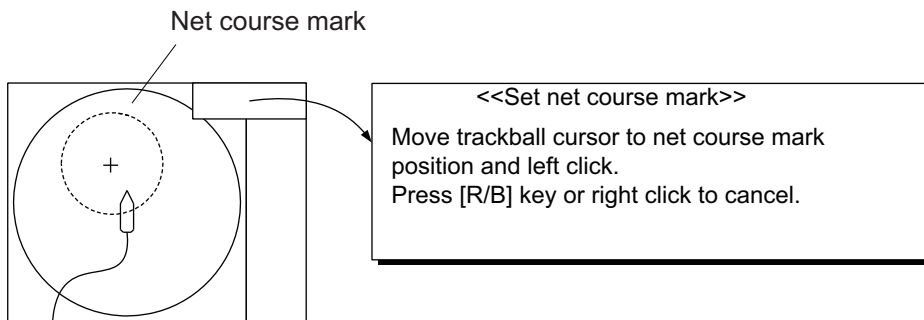 Net course mark
<<Set net course mark>>
Move trackball cursor to net course mark
position and left click.
Press [R/B] key or right click to cancel.